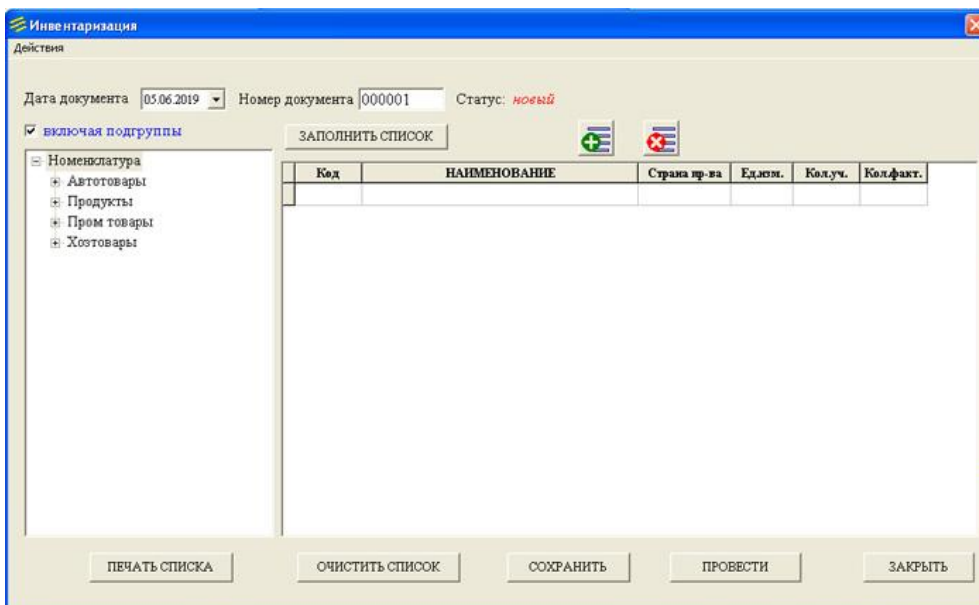 Инвентаризация
Действия
Дата документа 05.06.2019 Номер документа 000001 Статус: новый
включая подгруппы ЗАПОЛНИТЬ СПИСОК
Номенклатура
Автотовары
Продукты
Пром товары
Хозтовары
Код НАИМЕНОВАНИЕ Страна пр-ва Ед.изм. Кол.уч. Кол.факт.
ПЕЧАТЬ СПИСКА ОЧИСТИТЬ СПИСОК СОХРАНИТЬ ПРОВЕСТИ ЗАКРЫТЬ